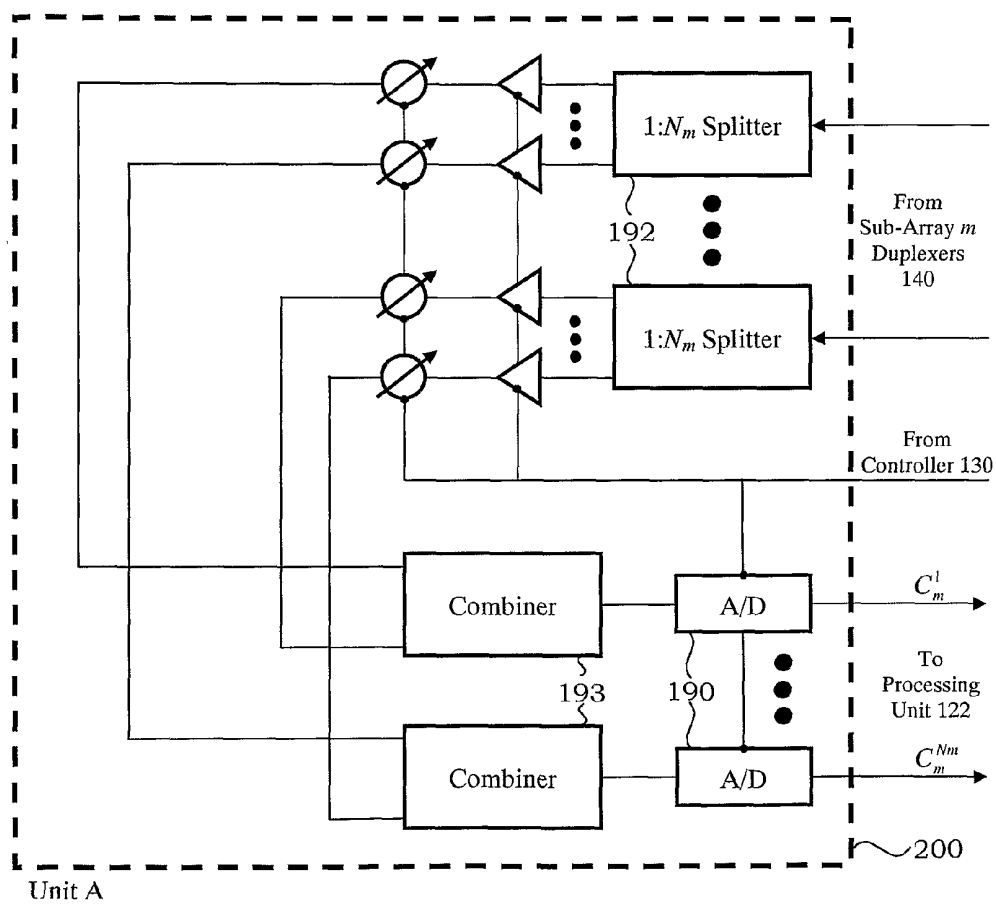 1:Nm Splitter
From
Sub-Array m
Duplexers
140
192
1:Nm Splitter
From
Controller 130
Combiner
A/D
C¹m
193
190
To
Processing
Unit 122
Combiner
A/D
C^Nm m
200
Unit A